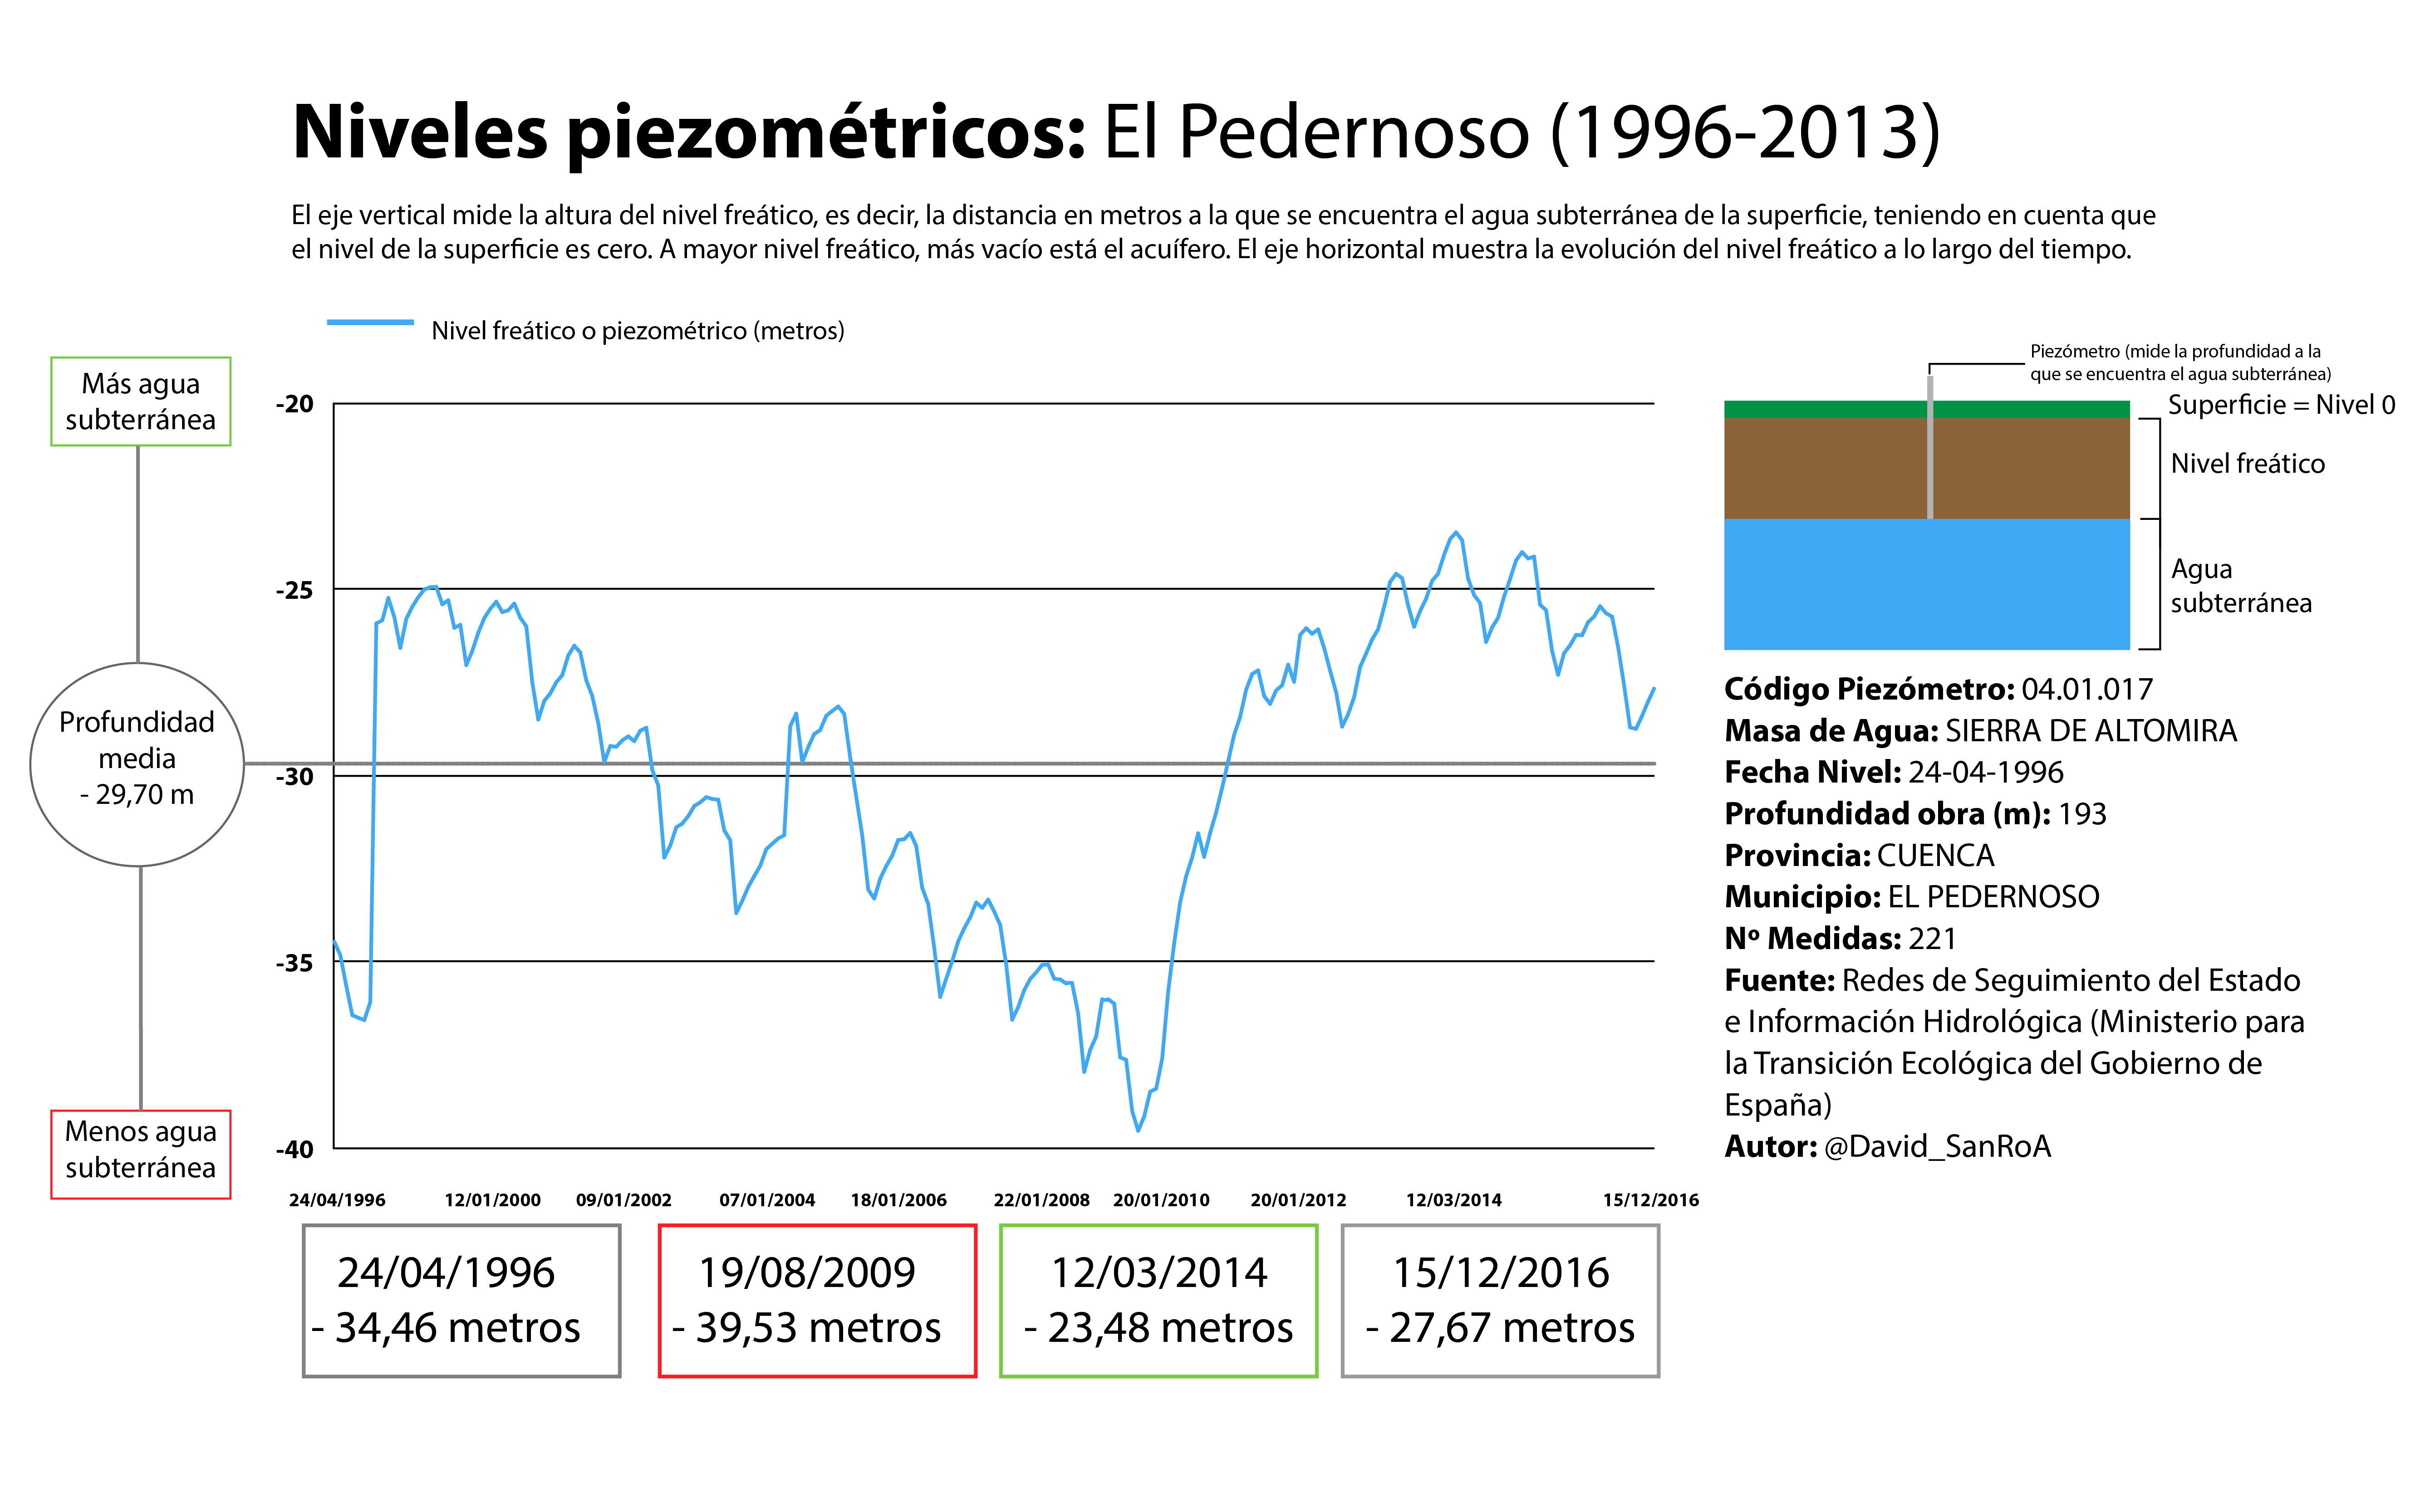 Niveles piezométricos: El Pedernoso (1996-2013)
El eje vertical mide la altura del nivel freático, es decir, la distancia en metros a la que se encuentra el agua subterránea de la superficie, teniendo en cuenta que
el nivel de la superficie es cero. A mayor nivel freático, más vacío está el acuífero. El eje horizontal muestra la evolución del nivel freático a lo largo del tiempo.
Nivel freático o piezométrico (metros)
Más agua
subterránea
Profundidad
media
- 29,70 m
Menos agua
subterránea
-20
-25
-30
-35
-40
24/04/1996 12/01/2000 09/01/2002 07/01/2004 18/01/2006 22/01/2008 20/01/2010 20/01/2012 12/03/2014 15/12/2016
24/04/1996
- 34,46 metros
19/08/2009
- 39,53 metros
12/03/2014
- 23,48 metros
15/12/2016
- 27,67 metros
Piezómetro (mide la profundidad a la
que se encuentra el agua subterránea)
Superficie = Nivel 0
Nivel freático
Agua
subterránea
Código Piezómetro: 04.01.017
Masa de Agua: SIERRA DE ALTOMIRA
Fecha Nivel: 24-04-1996
Profundidad obra (m): 193
Provincia: CUENCA
Municipio: EL PEDERNOSO
Nº Medidas: 221
Fuente: Redes de Seguimiento del Estado
e Información Hidrológica (Ministerio para
la Transición Ecológica del Gobierno de
España)
Autor: @David_SanRoA